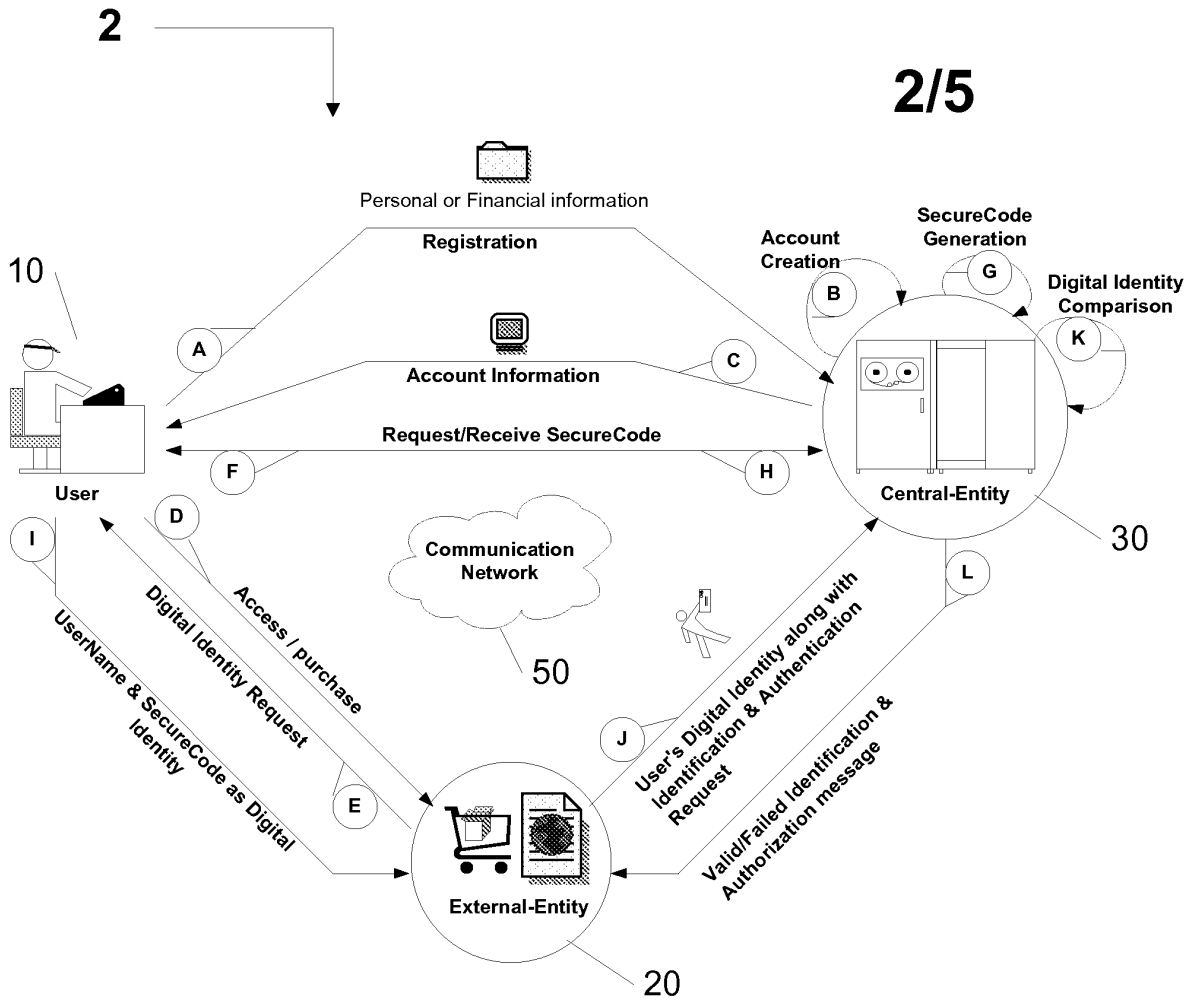 2
2/5
Personal or Financial information
Registration
Account
Creation
SecureCode
Generation
Digital Identity
Comparison
B
G
K
10
A
Account Information
C
Request/Receive SecureCode
F
H
User
Central-Entity
30
D
I
L
Communication
Network
50
Access / purchase
Digital Identity Request
UserName & SecureCode as Digital
Identity
E
J
User's Digital Identity along with
Identification & Authentication
Request
Valid/Failed Identification &
Authorization message
External-Entity
20